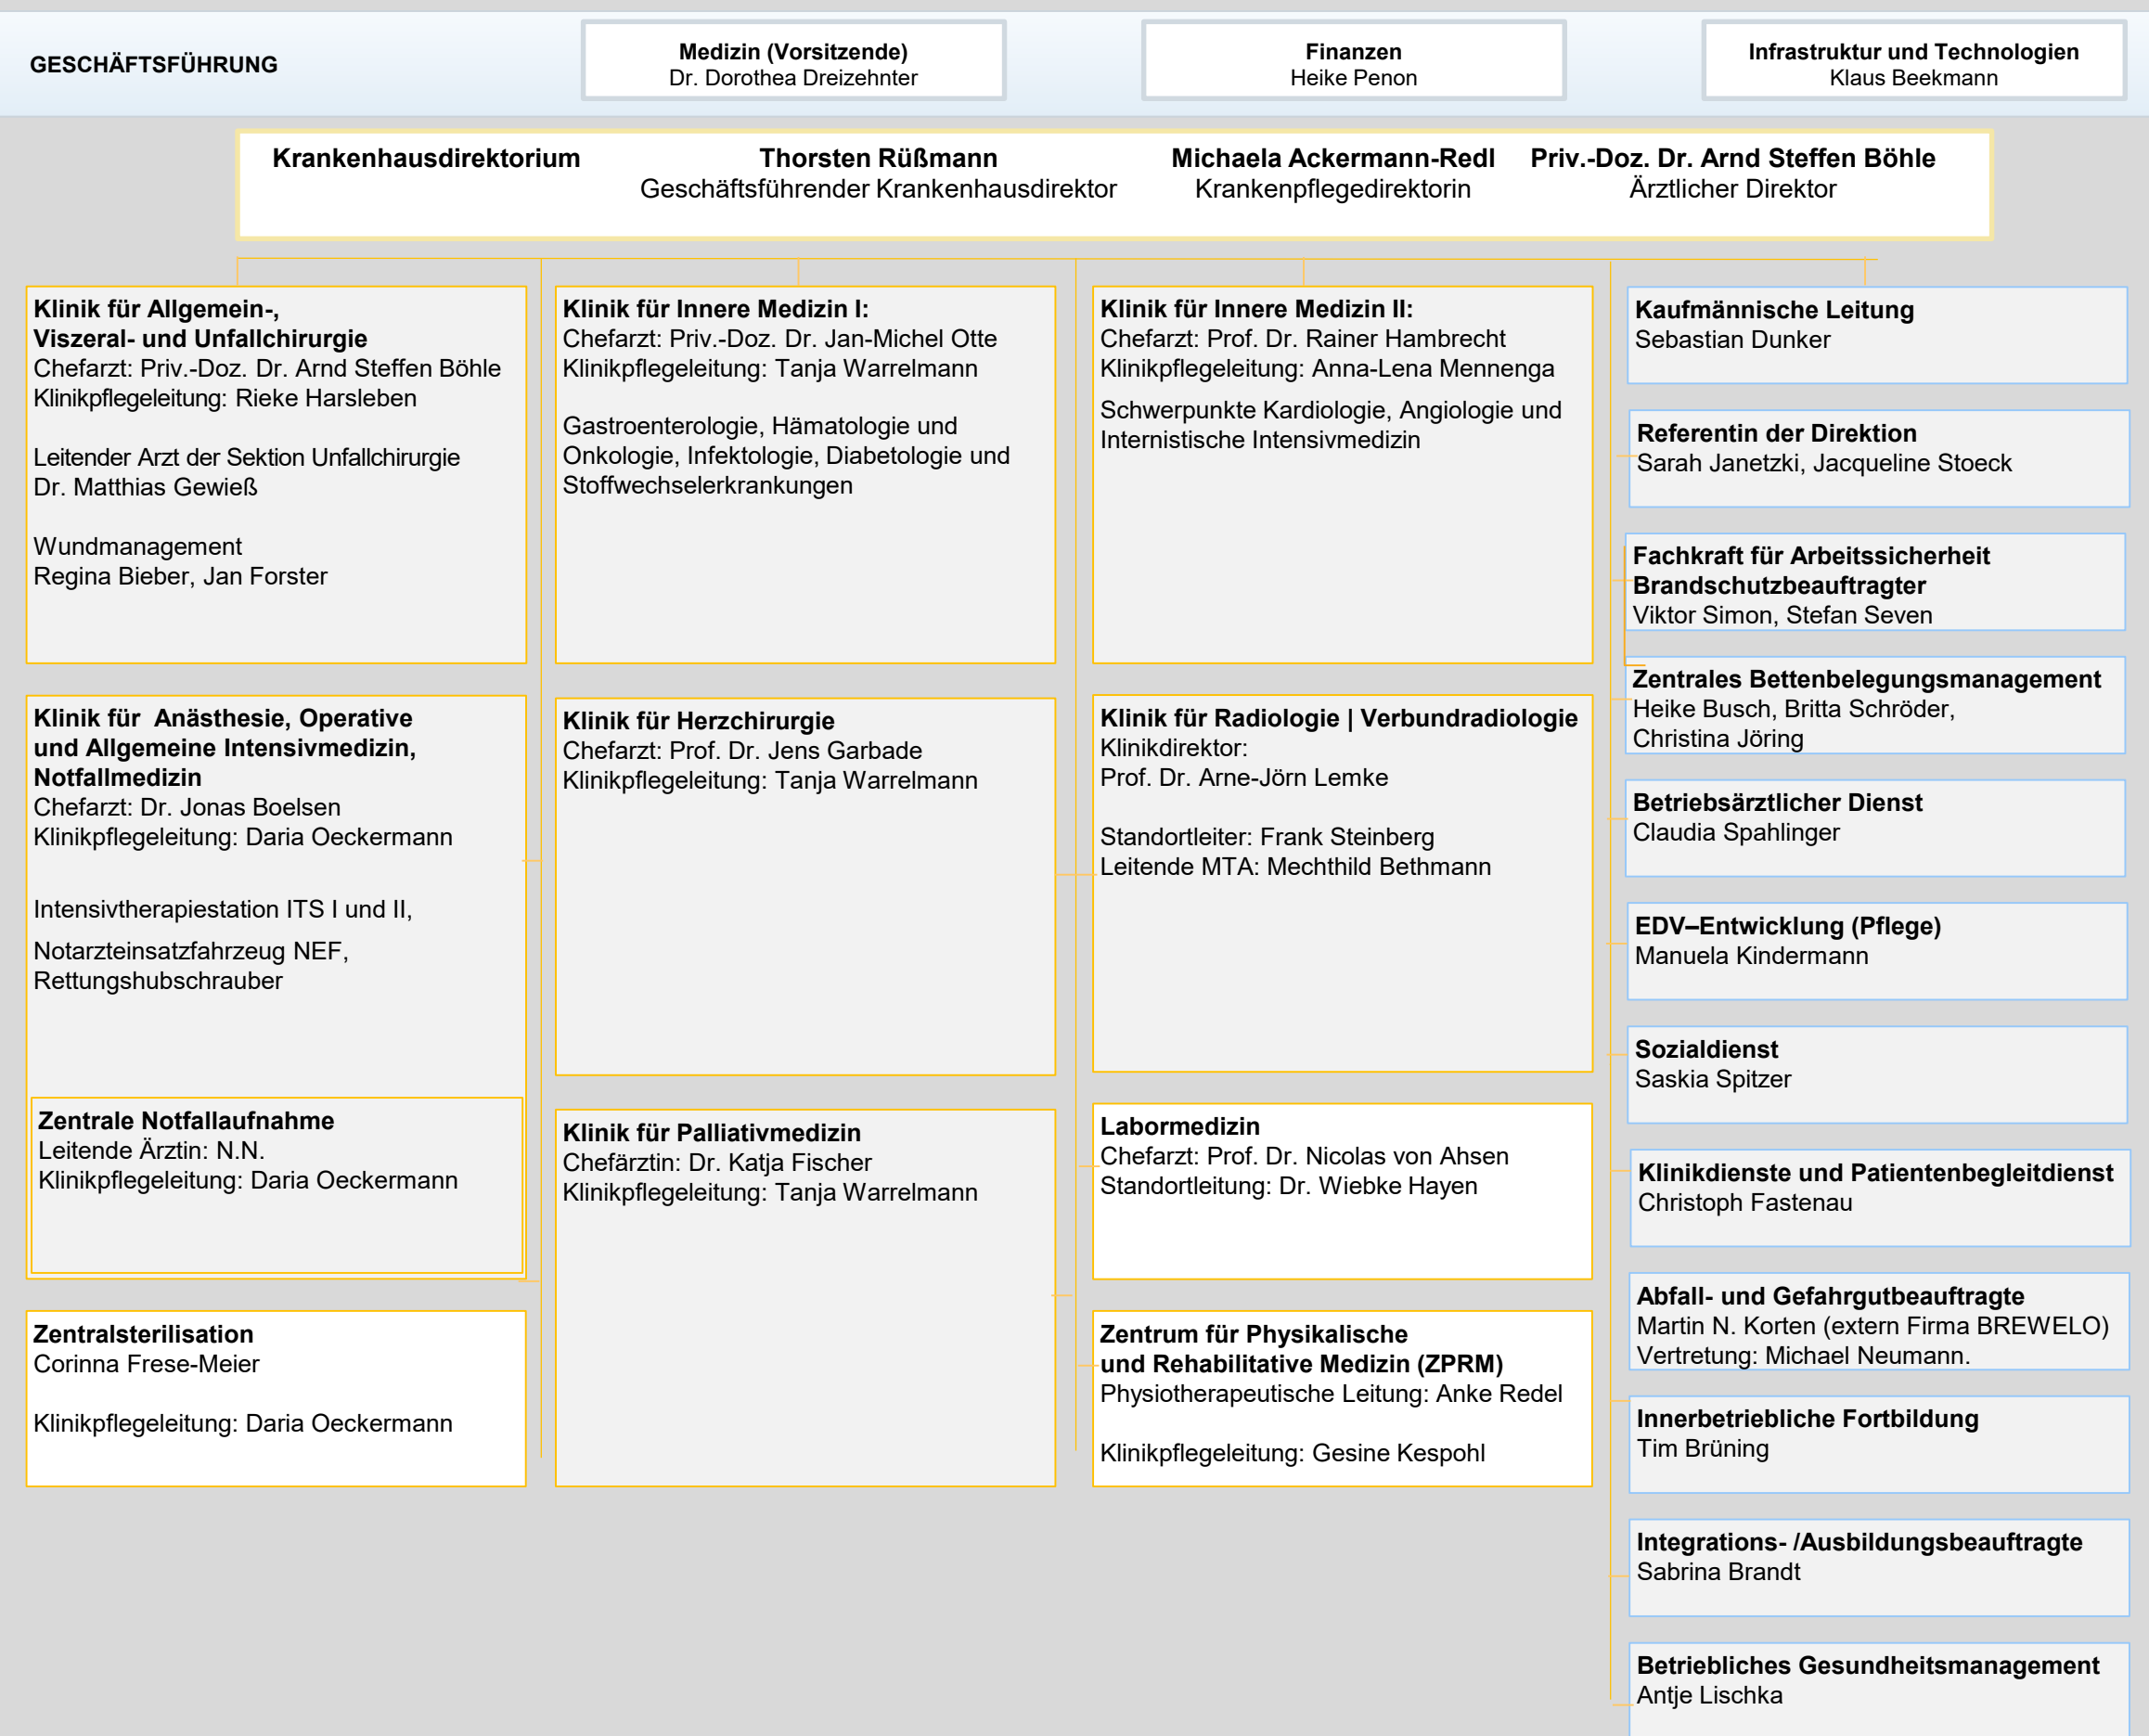 GESCHÄFTSFÜHRUNG
Medizin (Vorsitzende)
Dr. Dorothea Dreizehnter
Finanzen
Heike Penon
Infrastruktur und Technologien
Klaus Beekmann
Krankenhausdirektorium
Thorsten Rüßmann
Geschäftsführender Krankenhausdirektor
Michaela Ackermann-Redl
Krankenpflegedirektorin
Priv.-Doz. Dr. Arnd Steffen Böhle
Ärztlicher Direktor
Klinik für Allgemein-,
Viszeral- und Unfallchirurgie
Chefarzt: Priv.-Doz. Dr. Arnd Steffen Böhle
Klinikpflegeleitung: Rieke Harsleben
Leitender Arzt der Sektion Unfallchirurgie
Dr. Matthias Gewieß
Wundmanagement
Regina Bieber, Jan Forster
Klinik für Anästhesie, Operative
und Allgemeine Intensivmedizin,
Notfallmedizin
Chefarzt: Dr. Jonas Boelsen
Klinikpflegeleitung: Daria Oeckermann
Intensivtherapiestation ITS I und II,
Notarzteinsatzfahrzeug NEF,
Rettungshubschrauber
Zentrale Notfallaufnahme
Leitende Ärztin: N.N.
Klinikpflegeleitung: Daria Oeckermann
Zentralsterilisation
Corinna Frese-Meier
Klinikpflegeleitung: Daria Oeckermann
Klinik für Innere Medizin I:
Chefarzt: Priv.-Doz. Dr. Jan-Michel Otte
Klinikpflegeleitung: Tanja Warrelmann
Gastroenterologie, Hämatologie und
Onkologie, Infektologie, Diabetologie und
Stoffwechselerkrankungen
Klinik für Herzchirurgie
Chefarzt: Prof. Dr. Jens Garbade
Klinikpflegeleitung: Tanja Warrelmann
Klinik für Palliativmedizin
Chefärztin: Dr. Katja Fischer
Klinikpflegeleitung: Tanja Warrelmann
Klinik für Innere Medizin II:
Chefarzt: Prof. Dr. Rainer Hambrecht
Klinikpflegeleitung: Anna-Lena Mennenga
Schwerpunkte Kardiologie, Angiologie und
Internistische Intensivmedizin
Klinik für Radiologie | Verbundradiologie
Klinikdirektor:
Prof. Dr. Arne-Jörn Lemke
Standortleiter: Frank Steinberg
Leitende MTA: Mechthild Bethmann
Labormedizin
Chefarzt: Prof. Dr. Nicolas von Ahsen
Standortleitung: Dr. Wiebke Hayen
Zentrum für Physikalische
und Rehabilitative Medizin (ZPRM)
Physiotherapeutische Leitung: Anke Redel
Klinikpflegeleitung: Gesine Kespohl
Kaufmännische Leitung
Sebastian Dunker
Referentin der Direktion
Sarah Janetzki, Jacqueline Stoeck
Fachkraft für Arbeitssicherheit
Brandschutzbeauftragter
Viktor Simon, Stefan Seven
Zentrales Bettenbelegungsmanagement
Heike Busch, Britta Schröder,
Christina Jöring
Betriebsärztlicher Dienst
Claudia Spahlinger
EDV–Entwicklung (Pflege)
Manuela Kindermann
Sozialdienst
Saskia Spitzer
Klinikdienste und Patientenbegleitdienst
Christoph Fastenau
Abfall- und Gefahrgutbeauftragte
Martin N. Korten (extern Firma BREWELO)
Vertretung: Michael Neumann.
Innerbetriebliche Fortbildung
Tim Brüning
Integrations- /Ausbildungsbeauftragte
Sabrina Brandt
Betriebliches Gesundheitsmanagement
Antje Lischka